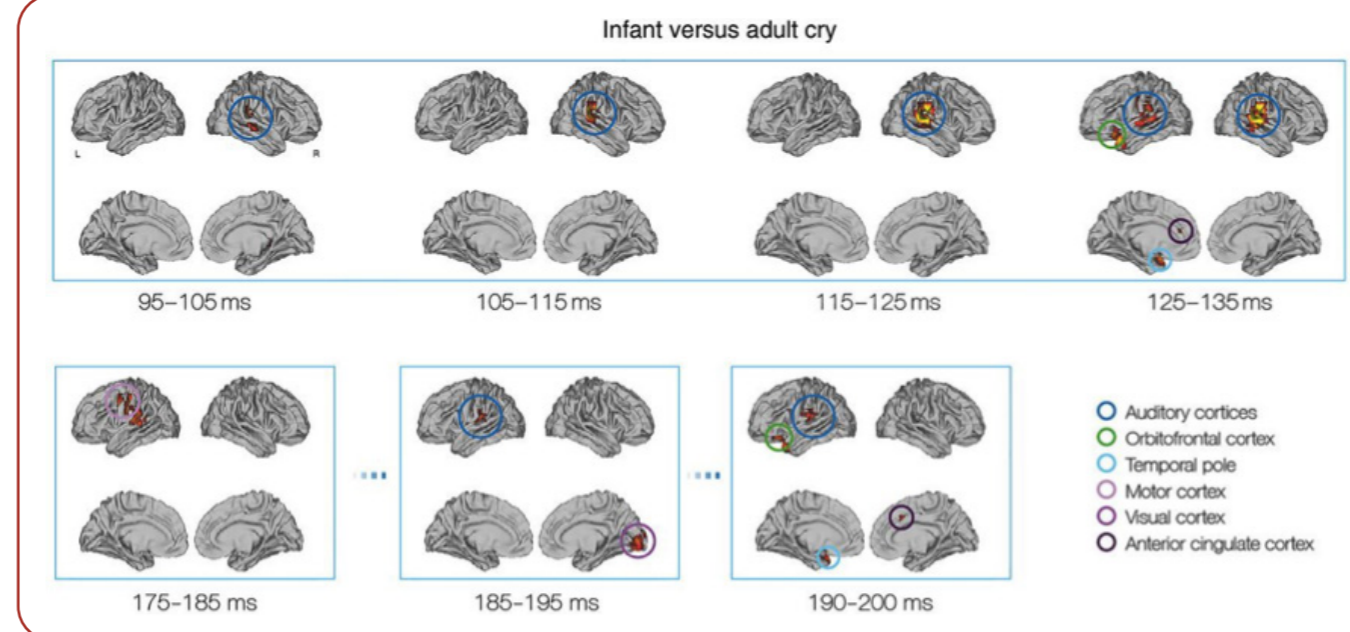 Infant versus adult cry
L
R
95–105 ms
105–115 ms
115–125 ms
125–135 ms
175–185 ms
185–195 ms
190–200 ms
Auditory cortices
Orbitofrontal cortex
Temporal pole
Motor cortex
Visual cortex
Anterior cingulate cortex